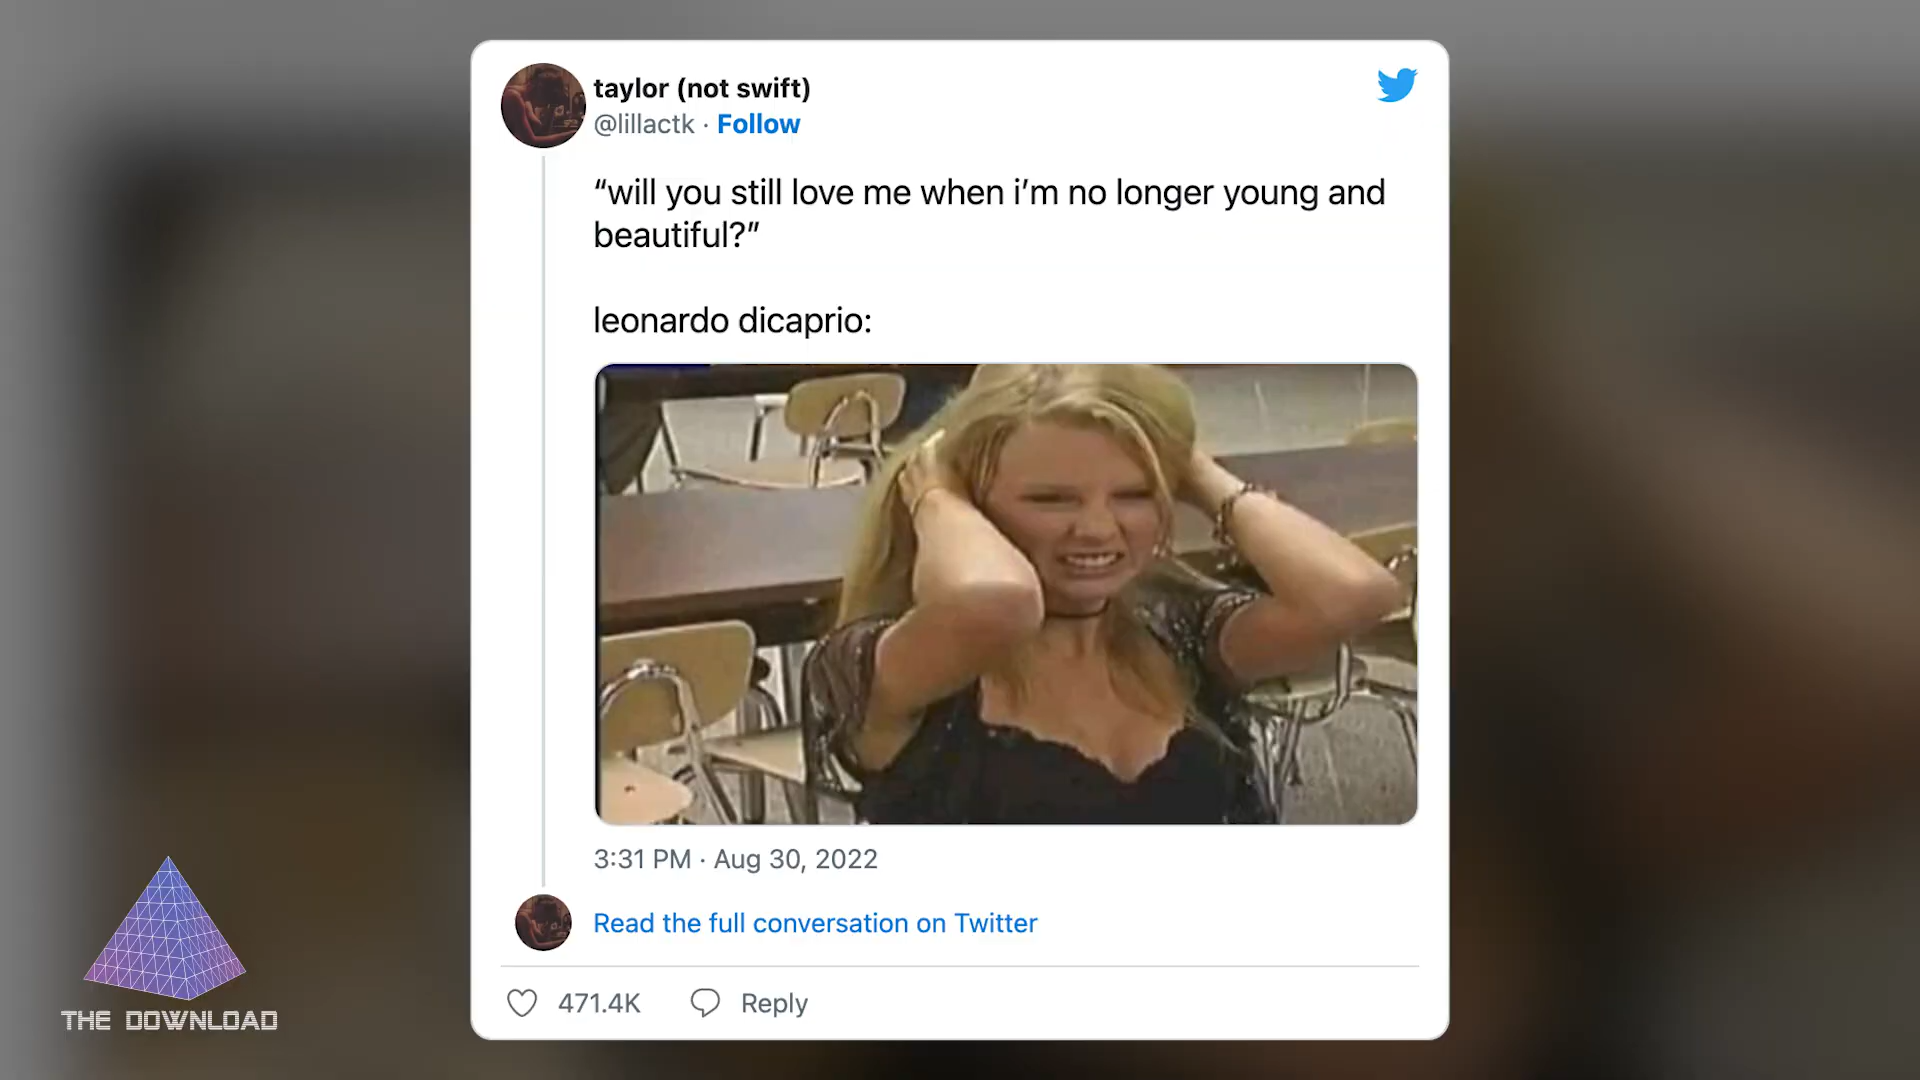 taylor (not swift)
@lillactk · Follow
“will you still love me when i’m no longer young and
beautiful?”
leonardo dicaprio:
3:31 PM · Aug 30, 2022
Read the full conversation on Twitter
471.4K
Reply
THE DOWNLOAD